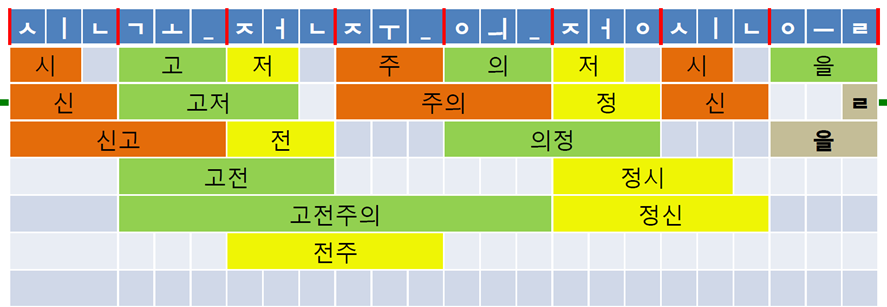 ㅅ ㅣ ㄴ ㄱ ㅗ _ ㅈ ㅓ ㄴ ㅈ ㅜ _ ㅇ ㅢ _ ㅈ ㅓ ㅇ ㅅ ㅣ ㄴ ㅇ ㅡ ㄹ
시 고 저 주 의 저 시 을
신 고저 주의 정 신 ㄹ
신고 전 의정 을
고전 정시
고전주의 정신
전주